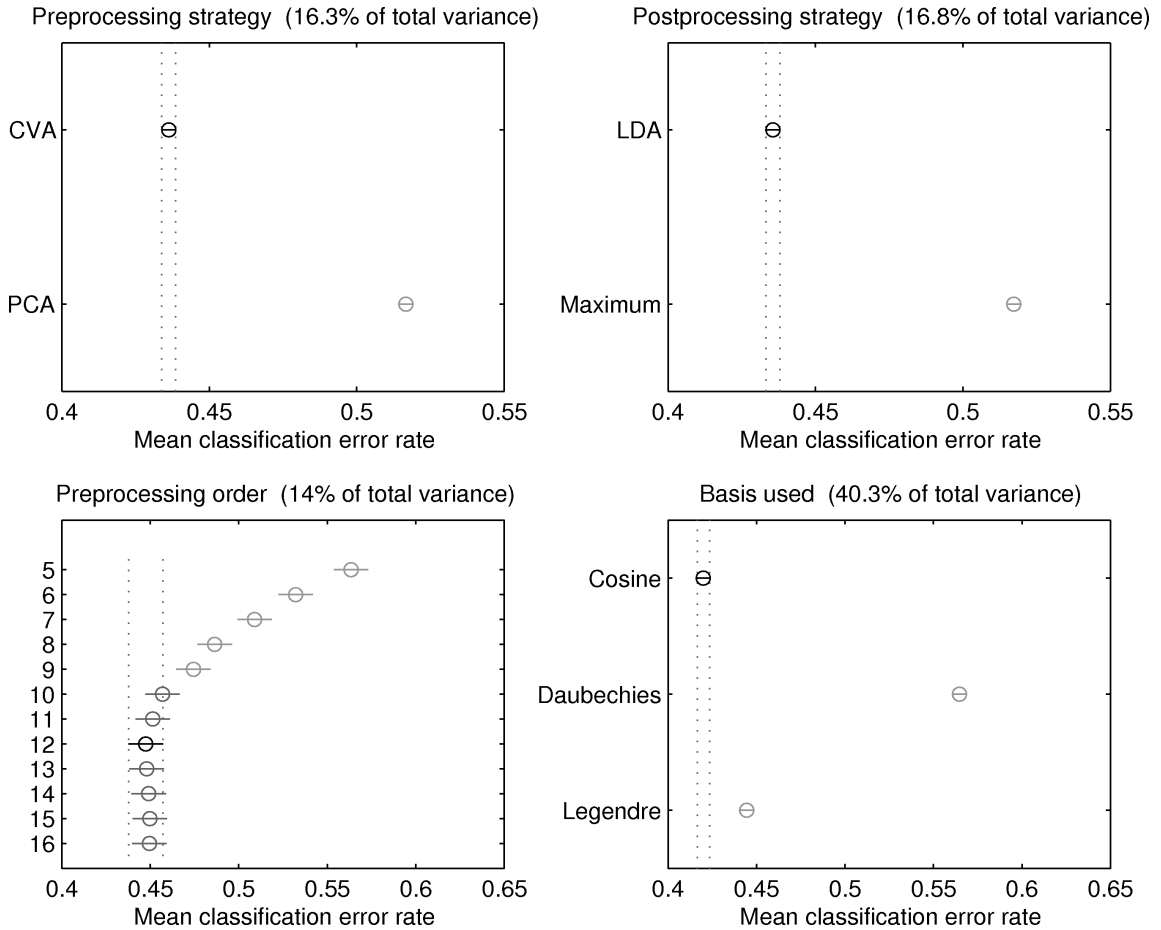 Preprocessing strategy (16.3% of total variance)
CVA
PCA
0.4 0.45 0.5 0.55
Mean classification error rate
Postprocessing strategy (16.8% of total variance)
LDA
Maximum
0.4 0.45 0.5 0.55
Mean classification error rate
Preprocessing order (14% of total variance)
5
6
7
8
9
10
11
12
13
14
15
16
0.4 0.45 0.5 0.55 0.6 0.65
Mean classification error rate
Basis used (40.3% of total variance)
Cosine
Daubechies
Legendre
0.4 0.45 0.5 0.55 0.6 0.65
Mean classification error rate